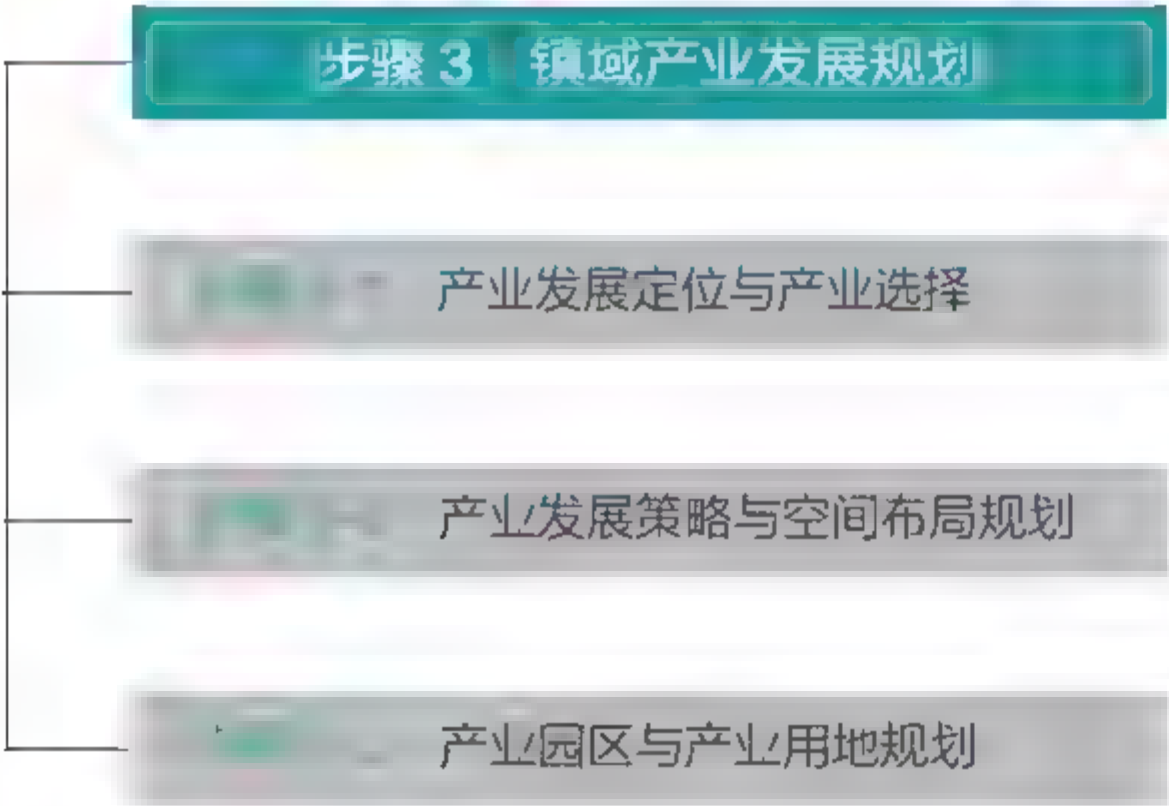 步骤 3 镇域产业发展规划
产业发展定位与产业选择
产业发展策略与空间布局规划
产业园区与产业用地规划